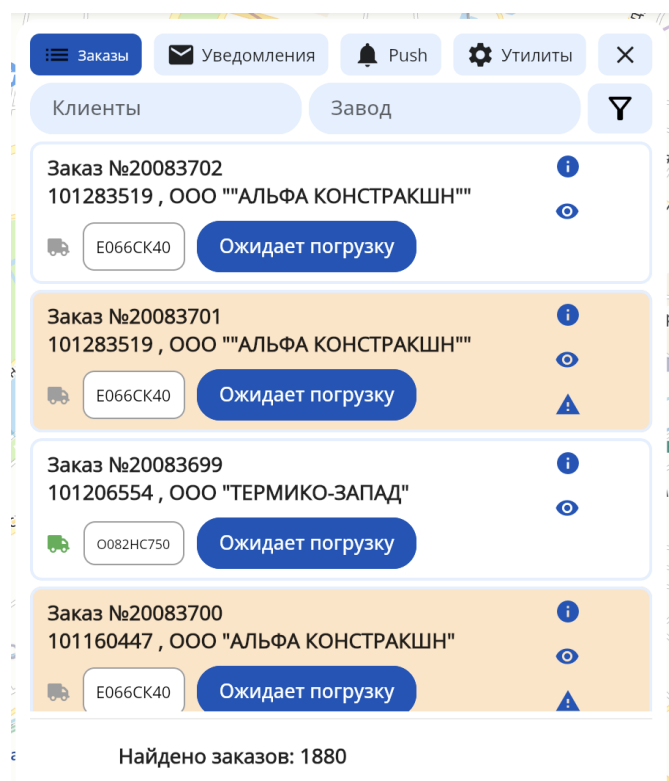 Заказы Уведомления Push Утилиты
Клиенты Завод
Заказ №20083702
101283519 , ООО ""АЛЬФА КОНСТРАКШН""
Е066СК40 Ожидает погрузку
Заказ №20083701
101283519 , ООО ""АЛЬФА КОНСТРАКШН""
Е066СК40 Ожидает погрузку
Заказ №20083699
101206554 , ООО "ТЕРМИКО-ЗАПАД"
О082НС750 Ожидает погрузку
Заказ №20083700
101160447 , ООО "АЛЬФА КОНСТРАКШН"
Е066СК40 Ожидает погрузку
Найдено заказов: 1880